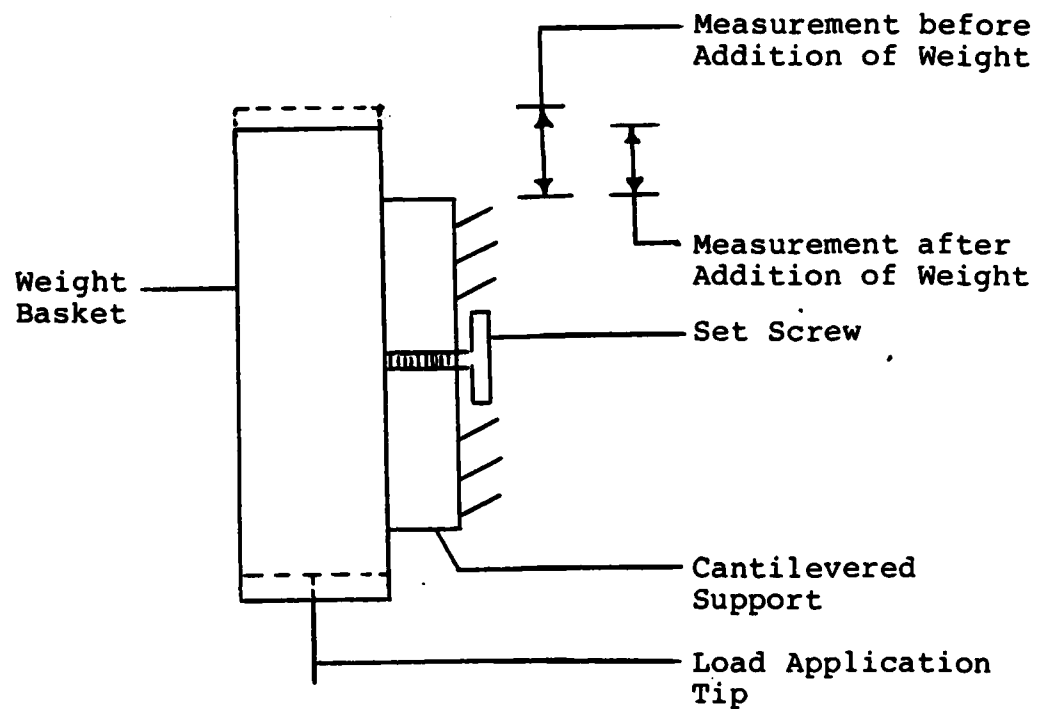 Measurement before
Addition of Weight
Measurement after
Addition of Weight
Weight
Basket
Set Screw
Cantilevered
Support
Load Application
Tip